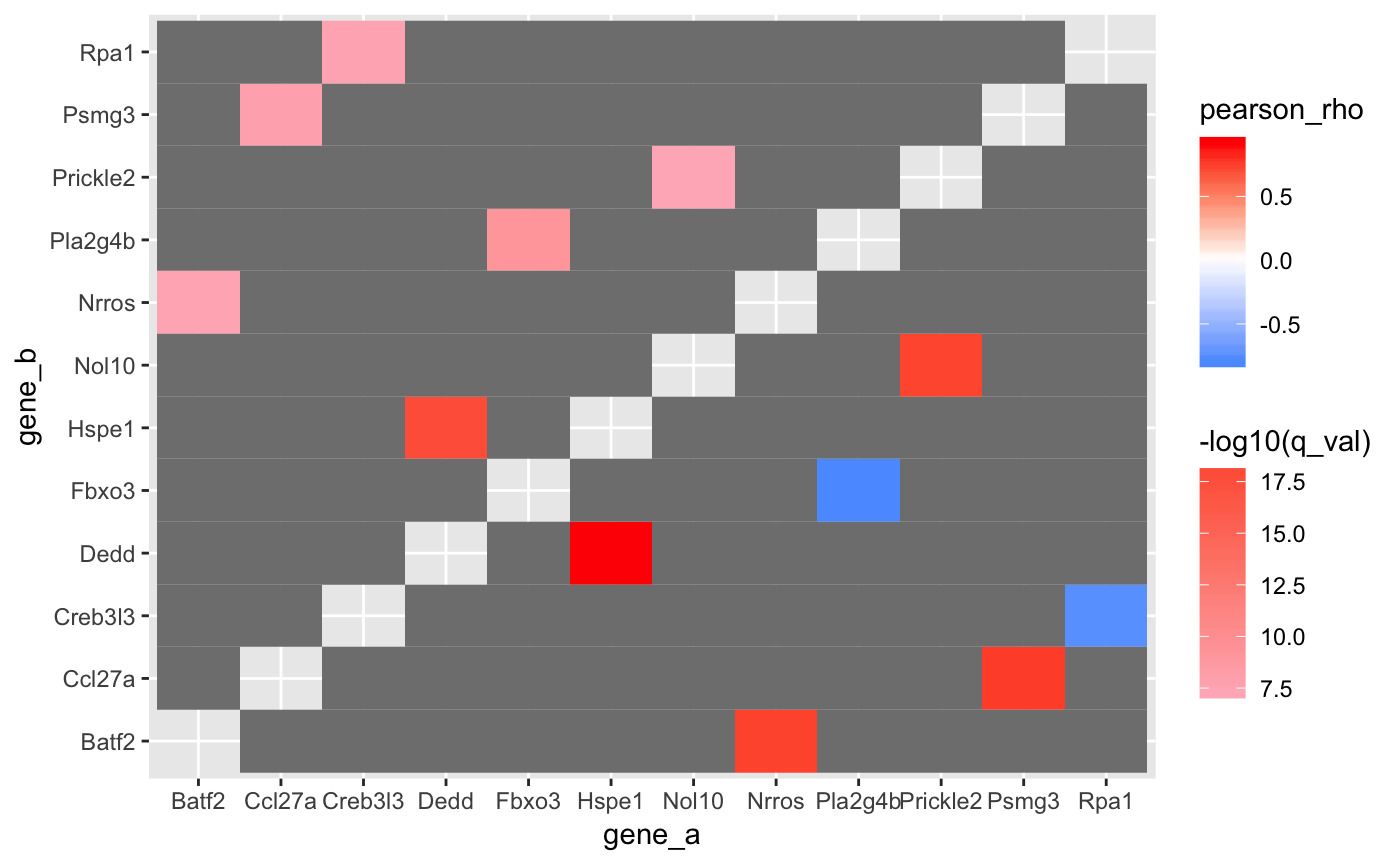 Rpa1
Psmg3
Prickle2
Pla2g4b
Nrros
Nol10
Hspe1
Fbxo3
Dedd
Creb3l3
Ccl27a
Batf2
gene_b
Batf2 Ccl27a Creb3l3 Dedd Fbxo3 Hspe1 Nol10 Nrros Pla2g4b Prickle2 Psmg3 Rpa1
gene_a
pearson_rho
0.5
0.0
-0.5
-log10(q_val)
17.5
15.0
12.5
10.0
7.5